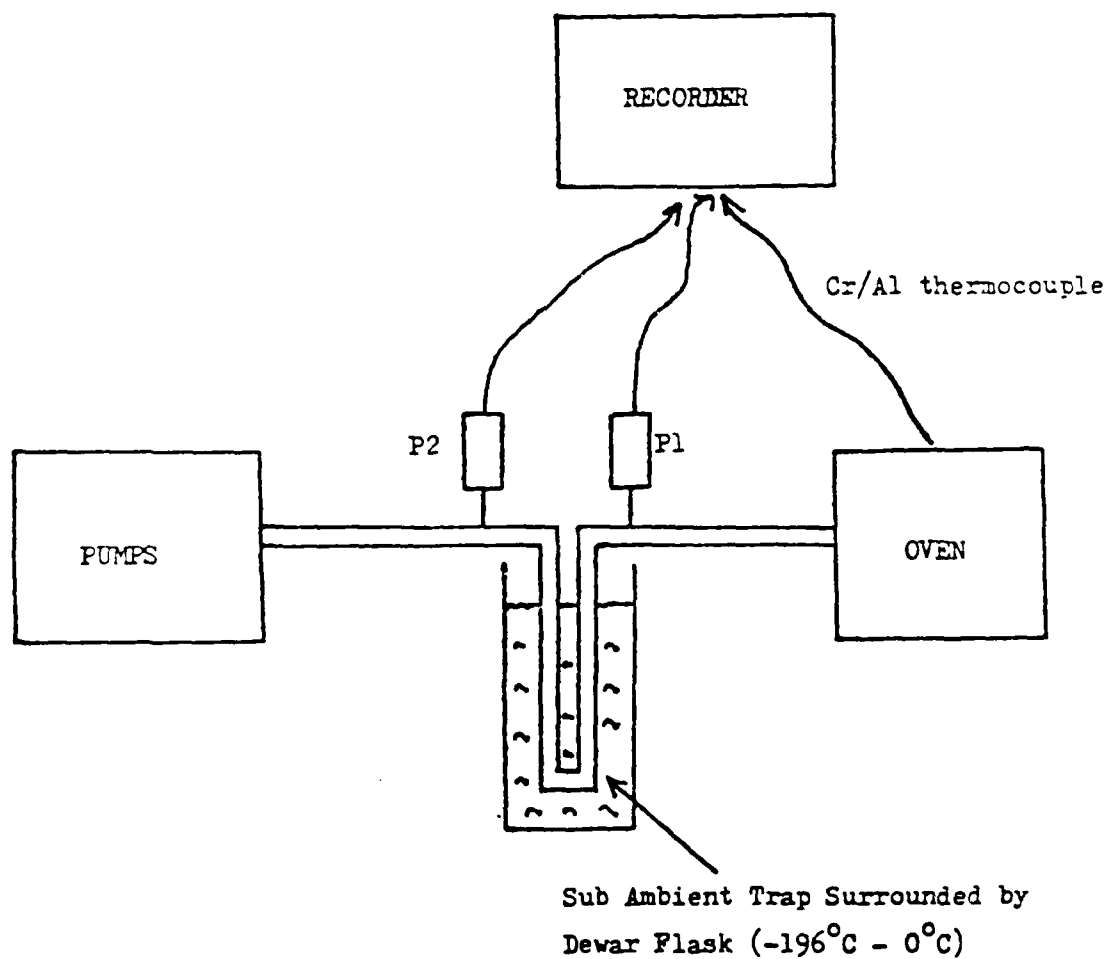 RECORDER
Cr/Al thermocouple
P2
P1
PUMPS
OVEN
Sub Ambient Trap Surrounded by
Dewar Flask (-196°C - 0°C)